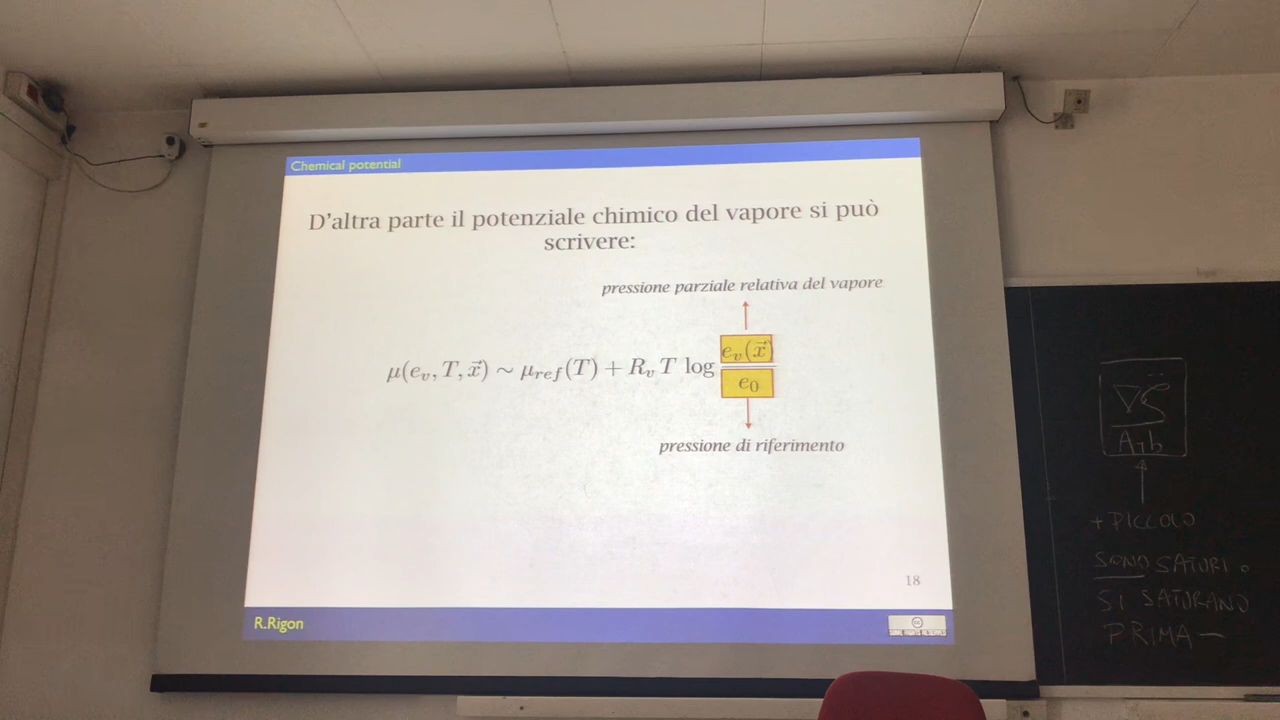 Chemical potential
D'altra parte il potenziale chimico del vapore si può
scrivere:
pressione parziale relativa del vapore
μ(e_v, T, x⃗) ∼ μ_ref(T) + R_v T log e_v(x⃗) / e_0
pressione di riferimento
18
R.Rigon
+ PICCOLO
SONO SATURI o
SI SATURANO
PRIMA –